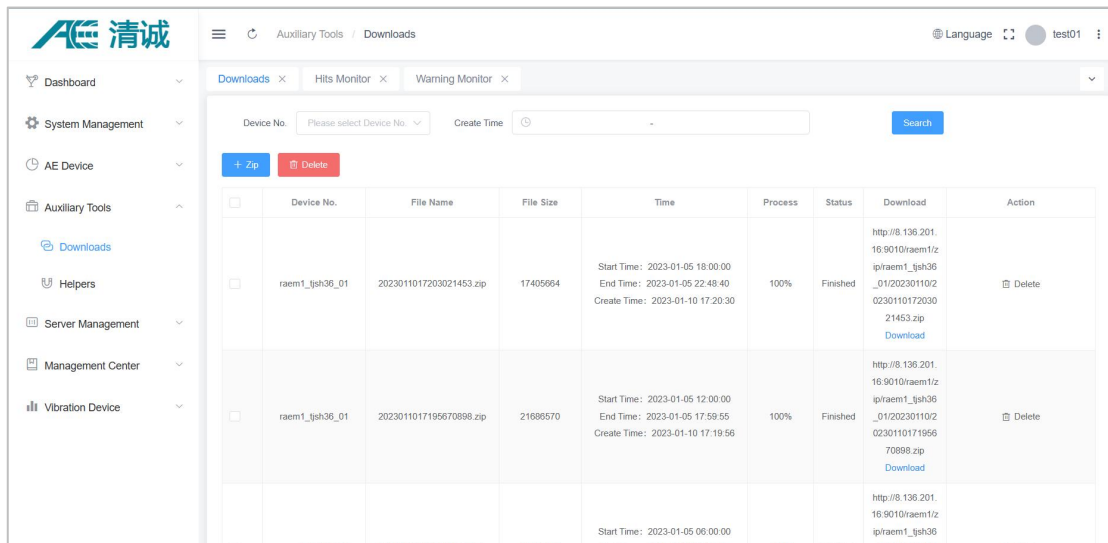 AE 清诚
Auxiliary Tools / Downloads
Language
test01
Dashboard
System Management
AE Device
Auxiliary Tools
Downloads
Helpers
Server Management
Management Center
Vibration Device
Downloads × Hits Monitor × Warning Monitor ×
Device No. Please select Device No. Create Time - Search
+ Zip Delete
Device No. File Name File Size Time Process Status Download Action
raem1_tjsh36_01
2023011017203021453.zip
17405664
Start Time：2023-01-05 18:00:00
End Time：2023-01-05 22:48:40
Create Time：2023-01-10 17:20:30
100%
Finished
http://8.136.201.
16:9010/raem1/z
ip/raem1_tjsh36
_01/20230110/2
0230110172030
21453.zip
Download
Delete
raem1_tjsh36_01
2023011017195670898.zip
21686570
Start Time：2023-01-05 12:00:00
End Time：2023-01-05 17:59:55
Create Time：2023-01-10 17:19:56
100%
Finished
http://8.136.201.
16:9010/raem1/z
ip/raem1_tjsh36
_01/20230110/2
0230110171956
70898.zip
Download
Delete
Start Time：2023-01-05 06:00:00
http://8.136.201.
16:9010/raem1/z
ip/raem1_tjsh36